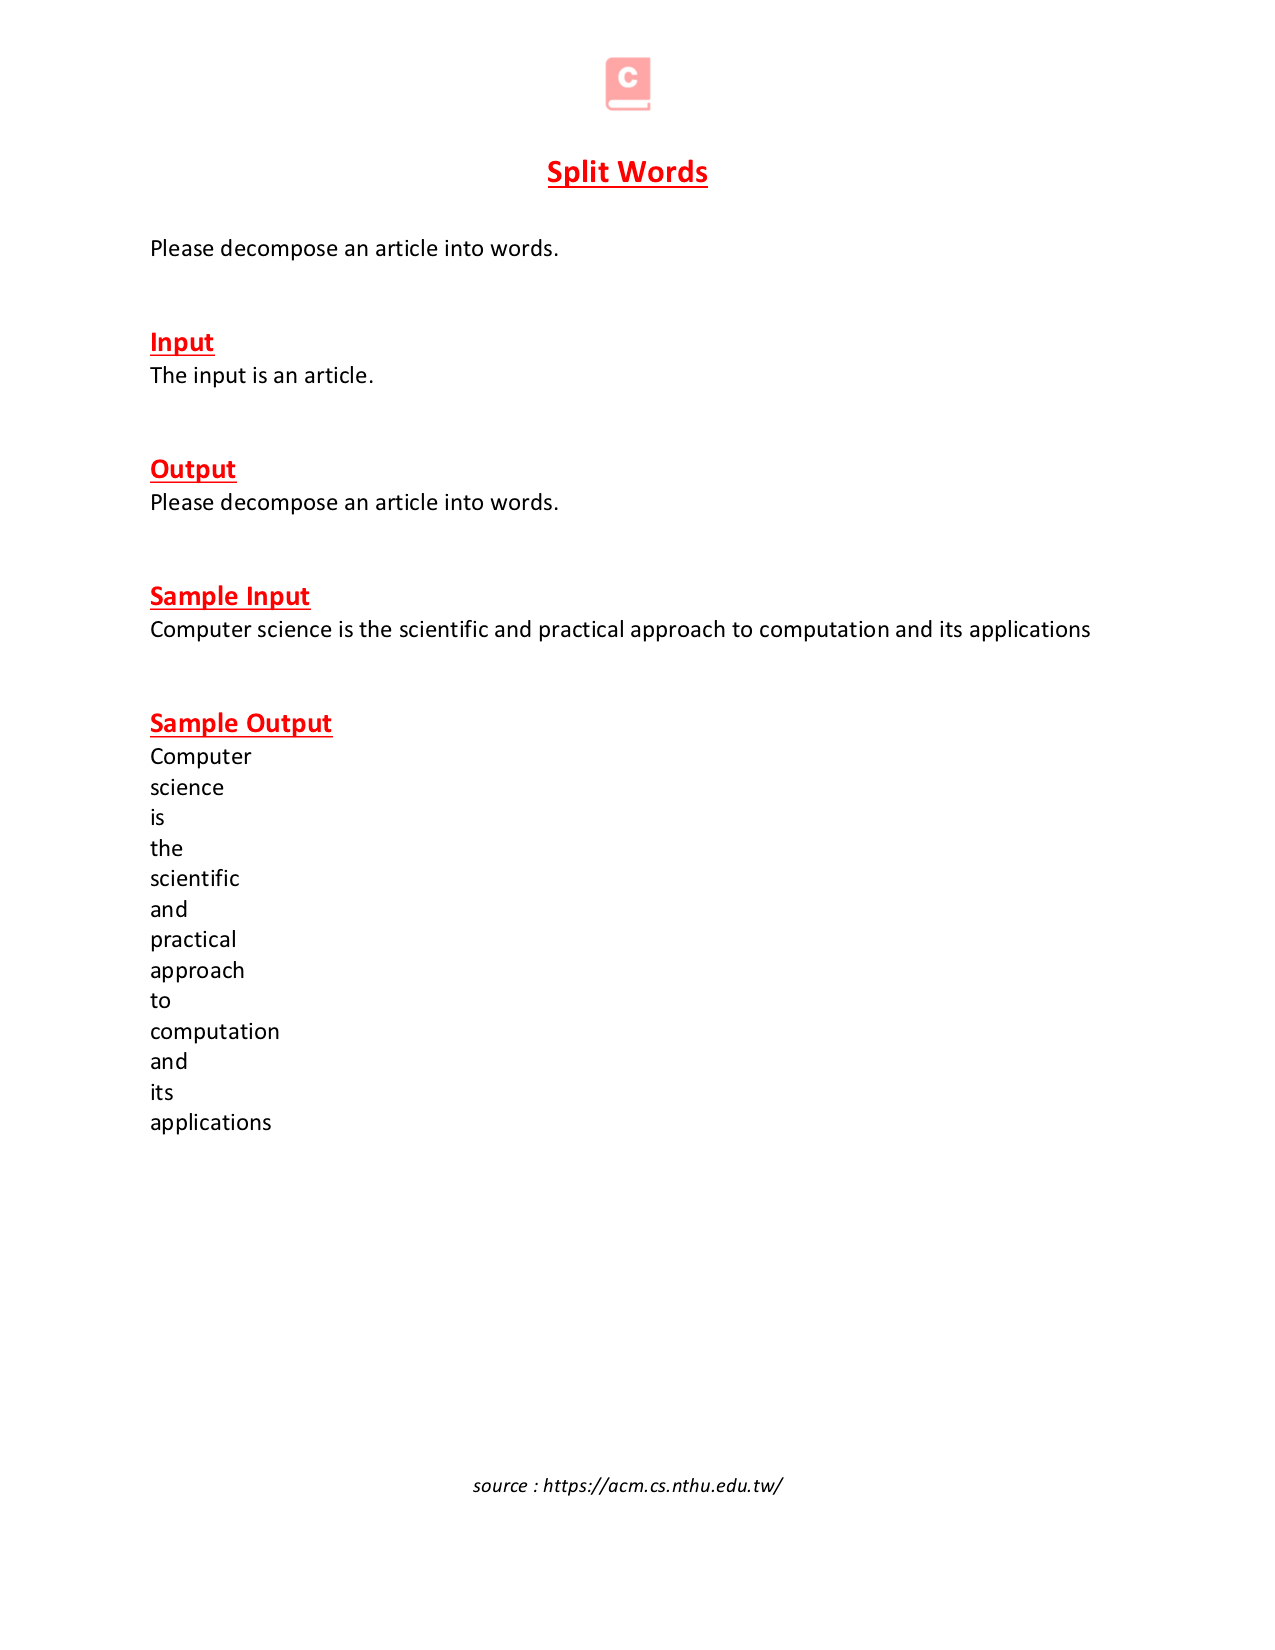 C
Split Words
Please decompose an article into words.
Input
The input is an article.
Output
Please decompose an article into words.
Sample Input
Computer science is the scientific and practical approach to computation and its applications
Sample Output
Computer
science
is
the
scientific
and
practical
approach
to
computation
and
its
applications
source : https://acm.cs.nthu.edu.tw/